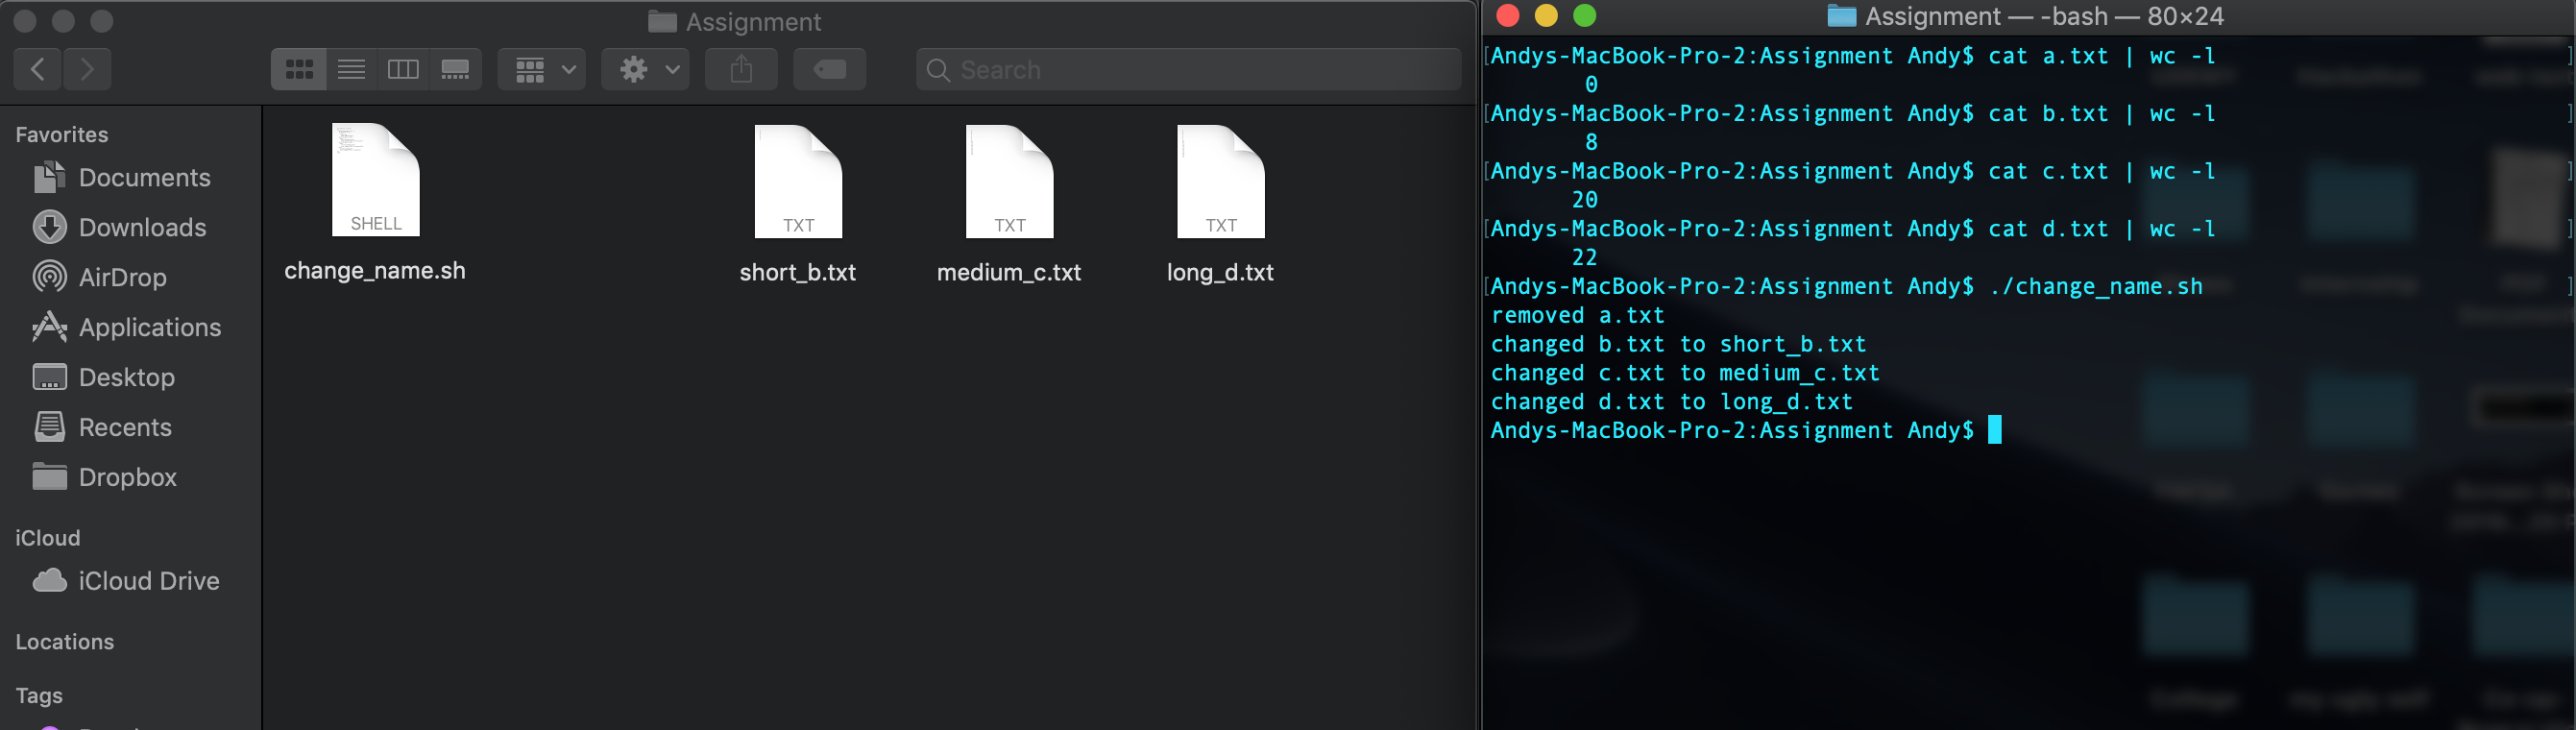 Assignment
Search
Favorites
Documents
Downloads
AirDrop
Applications
Desktop
Recents
Dropbox
iCloud
iCloud Drive
Locations
Tags
SHELL
TXT
TXT
TXT
change_name.sh
short_b.txt
medium_c.txt
long_d.txt
Assignment — -bash — 80×24
[Andys-MacBook-Pro-2:Assignment Andy$ cat a.txt | wc -l ]
0
[Andys-MacBook-Pro-2:Assignment Andy$ cat b.txt | wc -l ]
8
[Andys-MacBook-Pro-2:Assignment Andy$ cat c.txt | wc -l ]
20
[Andys-MacBook-Pro-2:Assignment Andy$ cat d.txt | wc -l ]
22
[Andys-MacBook-Pro-2:Assignment Andy$ ./change_name.sh ]
removed a.txt
changed b.txt to short_b.txt
changed c.txt to medium_c.txt
changed d.txt to long_d.txt
Andys-MacBook-Pro-2:Assignment Andy$